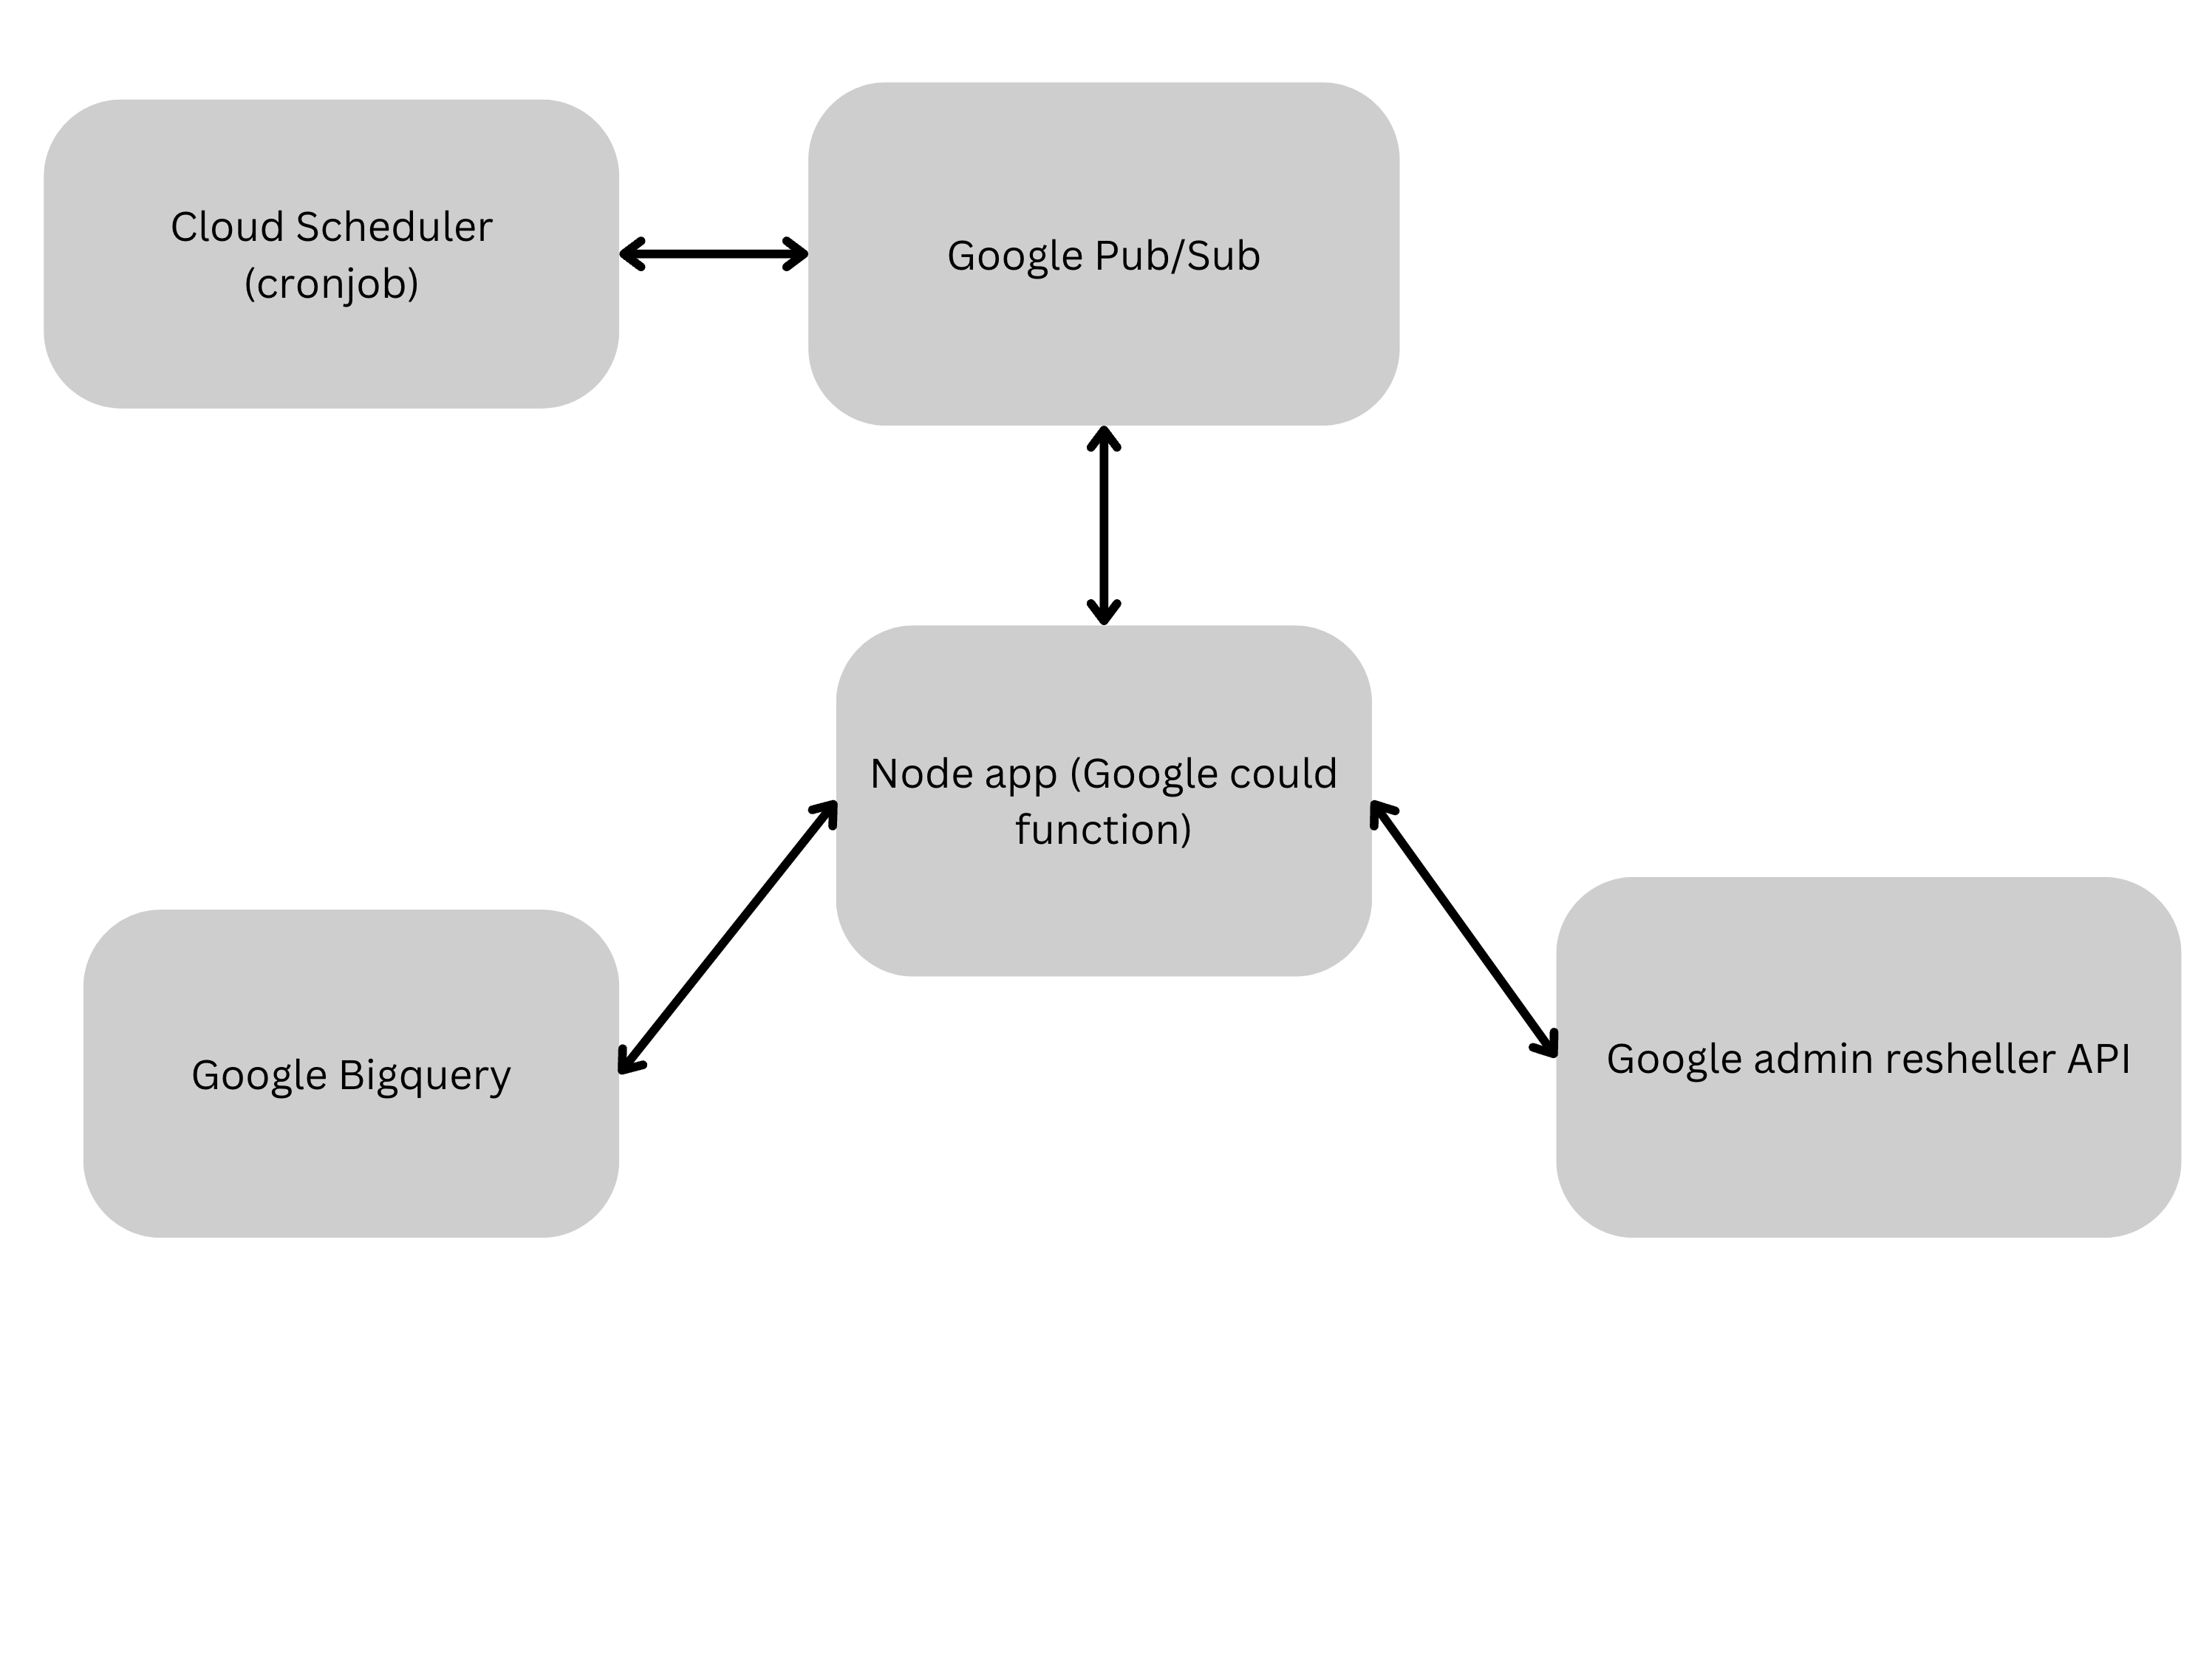 Cloud Scheduler
(cronjob)
Google Pub/Sub
Node app (Google could
function)
Google Bigquery
Google admin resheller API